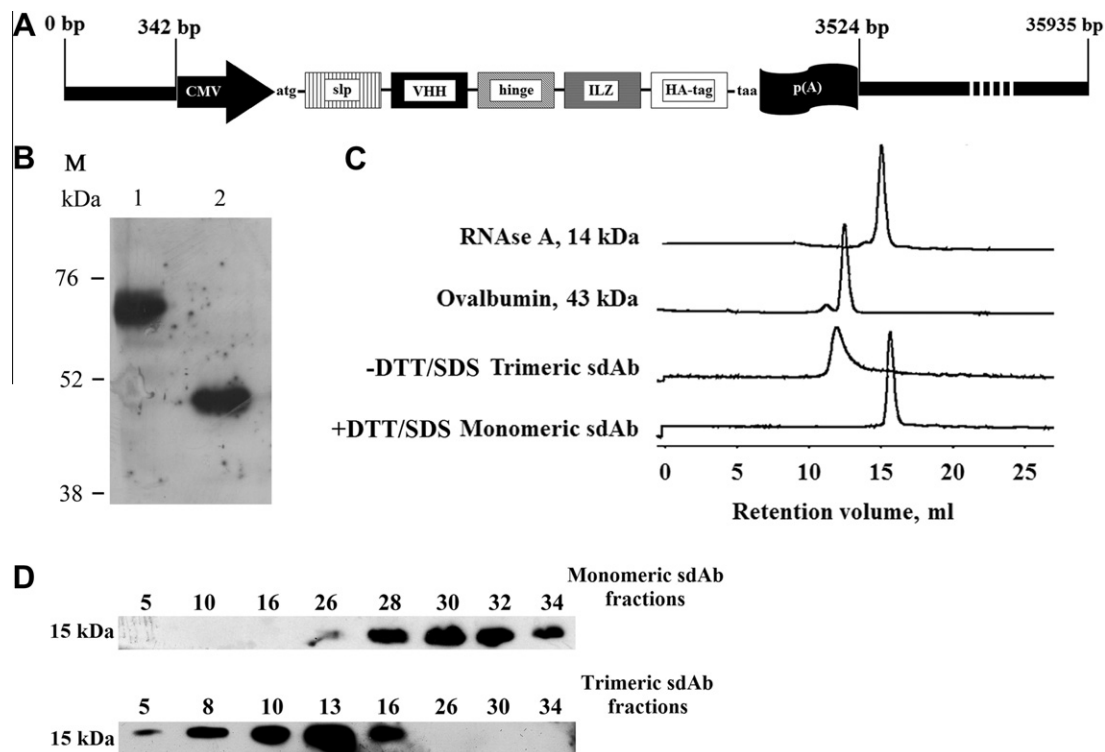 A
0 bp 342 bp 3524 bp 35935 bp
CMV atg slp VHH hinge ILZ HA-tag taa p(A)
B
M
kDa 1 2
76 –
52 –
38 –
C
RNAse A, 14 kDa
Ovalbumin, 43 kDa
-DTT/SDS Trimeric sdAb
+DTT/SDS Monomeric sdAb
0 5 10 15 20 25
Retention volume, ml
D
5 10 16 26 28 30 32 34
Monomeric sdAb
fractions
15 kDa
5 8 10 13 16 26 30 34
Trimeric sdAb
fractions
15 kDa